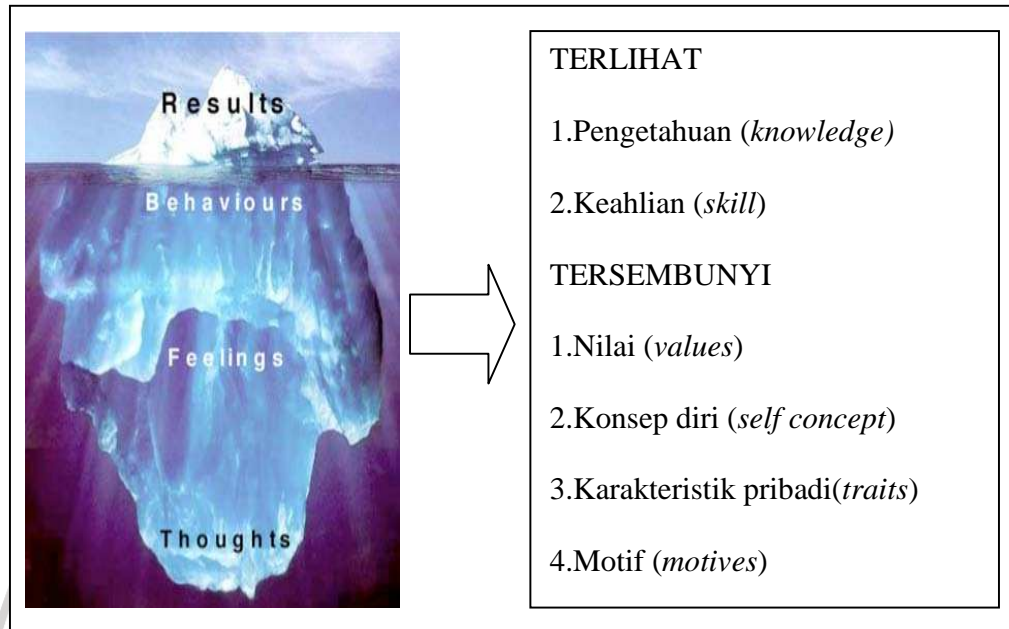 Results
Behaviours
Feelings
Thoughts
TERLIHAT
1.Pengetahuan (knowledge)
2.Keahlian (skill)
TERSEMBUNYI
1.Nilai (values)
2.Konsep diri (self concept)
3.Karakteristik pribadi(traits)
4.Motif (motives)